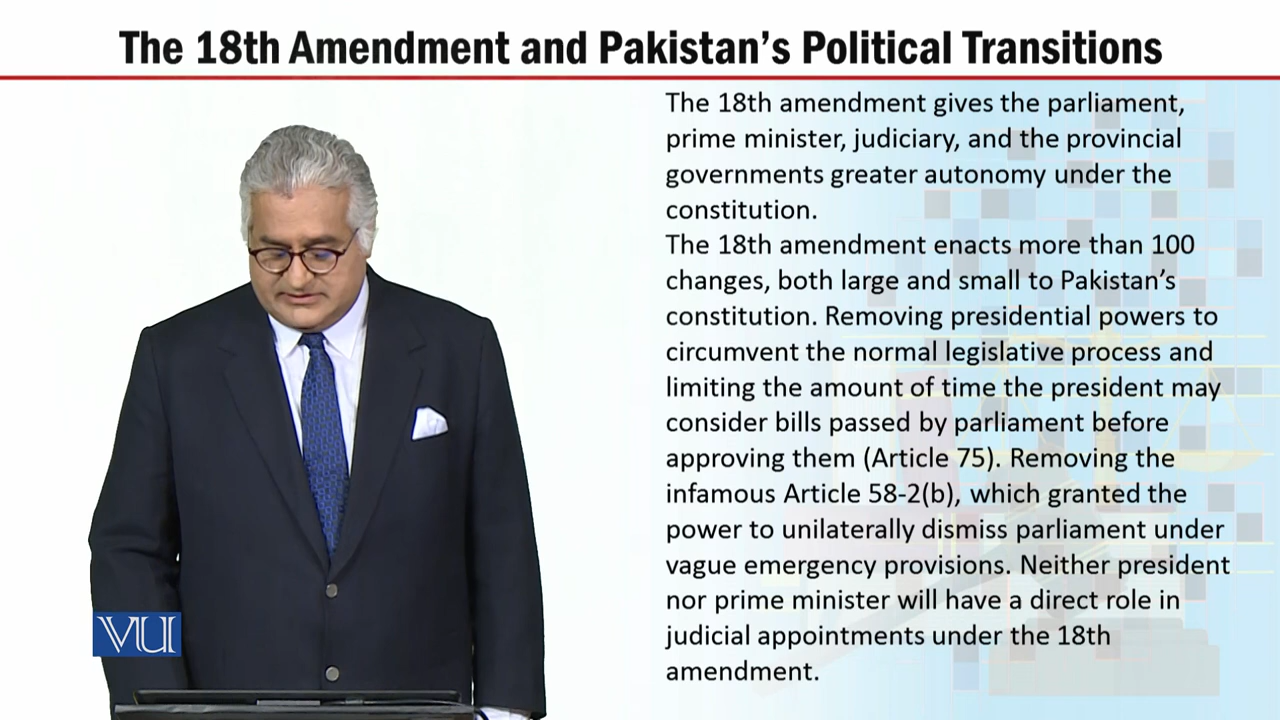 The 18th Amendment and Pakistan’s Political Transitions
The 18th amendment gives the parliament,
prime minister, judiciary, and the provincial
governments greater autonomy under the
constitution.
The 18th amendment enacts more than 100
changes, both large and small to Pakistan’s
constitution. Removing presidential powers to
circumvent the normal legislative process and
limiting the amount of time the president may
consider bills passed by parliament before
approving them (Article 75). Removing the
infamous Article 58-2(b), which granted the
power to unilaterally dismiss parliament under
vague emergency provisions. Neither president
nor prime minister will have a direct role in
judicial appointments under the 18th
amendment.
VU